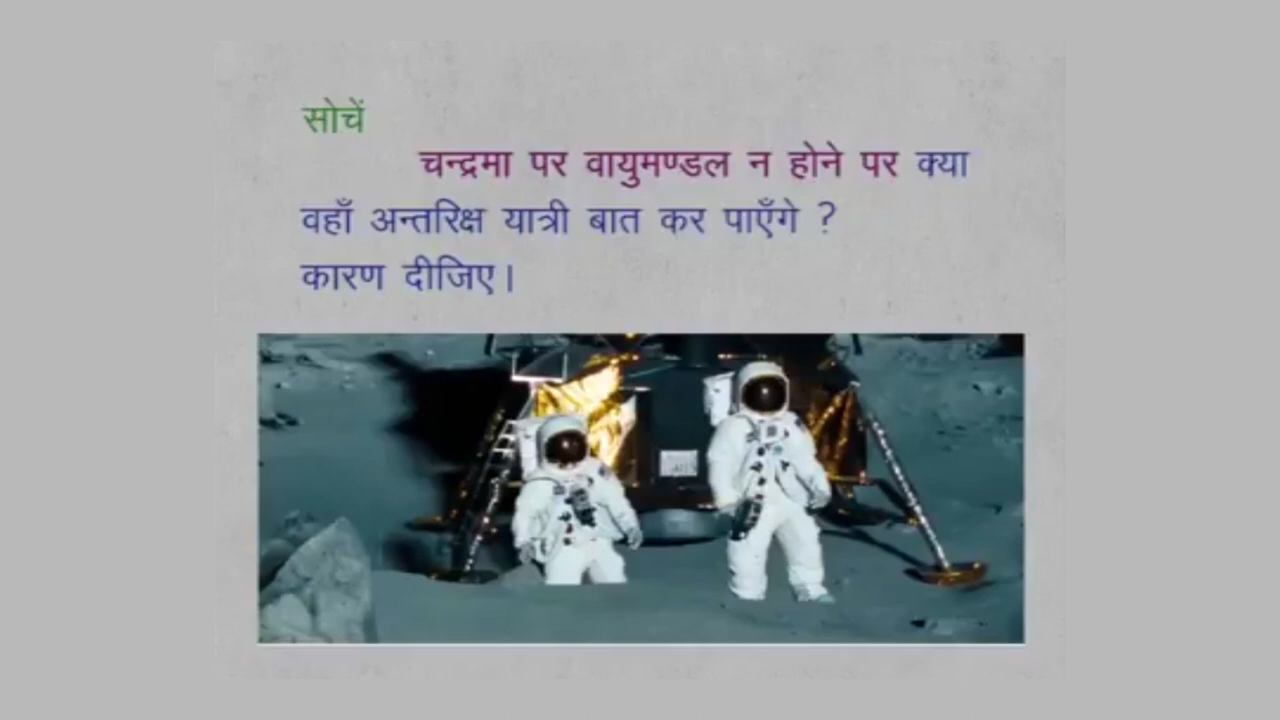 सोचें
चन्द्रमा पर वायुमण्डल न होने पर क्या
वहाँ अन्तरिक्ष यात्री बात कर पाएँगे ?
कारण दीजिए।